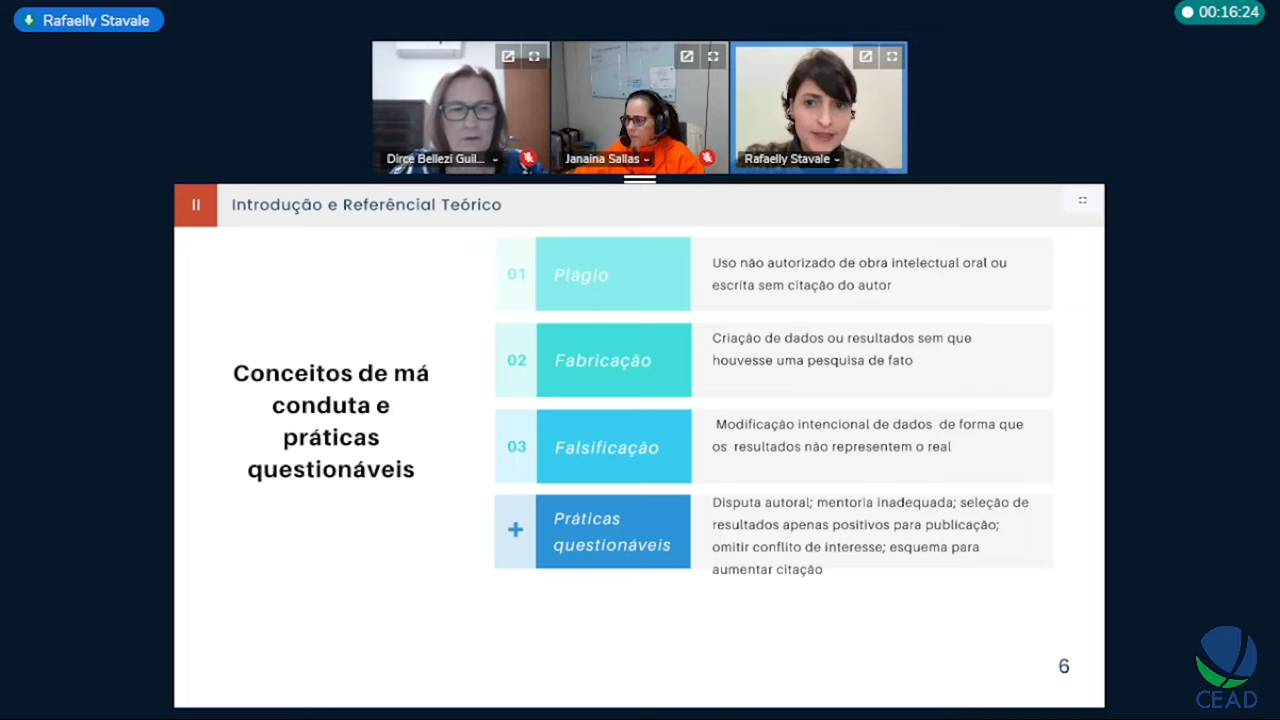 Rafaelly Stavale
00:16:24
Dirce Bellezi Guil...
Janaina Sallas
Rafaelly Stavale
II
Introdução e Referêncial Teórico
Conceitos de má
conduta e
práticas
questionáveis
01
Plágio
Uso não autorizado de obra intelectual oral ou
escrita sem citação do autor
02
Fabricação
Criação de dados ou resultados sem que
houvesse uma pesquisa de fato
03
Falsificação
Modificação intencional de dados de forma que
os resultados não representem o real
+
Práticas
questionáveis
Disputa autoral; mentoria inadequada; seleção de
resultados apenas positivos para publicação;
omitir conflito de interesse; esquema para
aumentar citação
6
CEAD